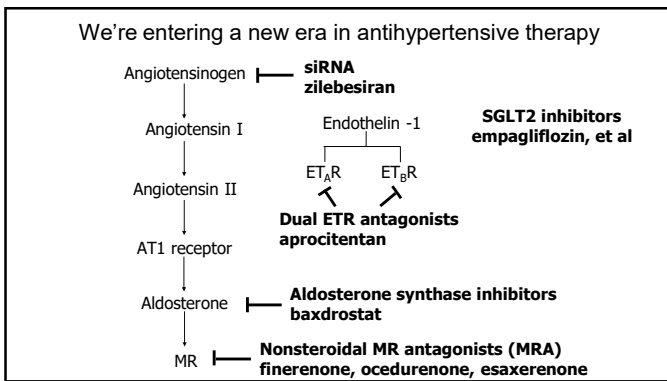 We’re entering a new era in antihypertensive therapy
Angiotensinogen
siRNA
zilebesiran
Angiotensin I
Endothelin -1
SGLT2 inhibitors
empagliflozin, et al
ET_AR ET_BR
Angiotensin II
Dual ETR antagonists
aprocitentan
AT1 receptor
Aldosterone
Aldosterone synthase inhibitors
baxdrostat
MR
Nonsteroidal MR antagonists (MRA)
finerenone, ocedurenone, esaxerenone